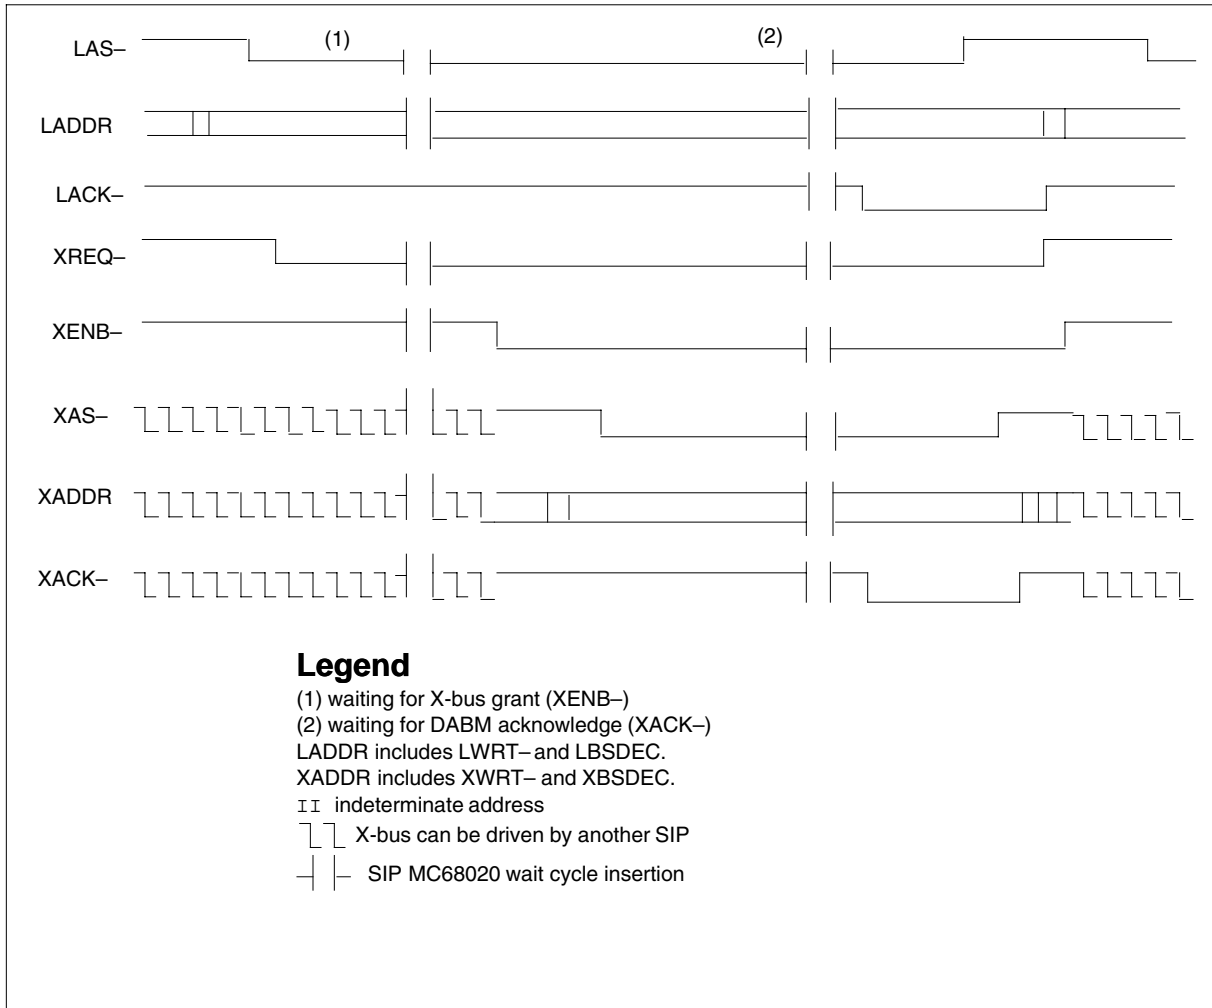 (1)
(2)
LAS–
LADDR
LACK–
XREQ–
XENB–
XAS–
XADDR
XACK–
Legend
(1) waiting for X-bus grant (XENB–)
(2) waiting for DABM acknowledge (XACK–)
LADDR includes LWRT– and LBSDEC.
XADDR includes XWRT– and XBSDEC.
II indeterminate address
X-bus can be driven by another SIP
SIP MC68020 wait cycle insertion